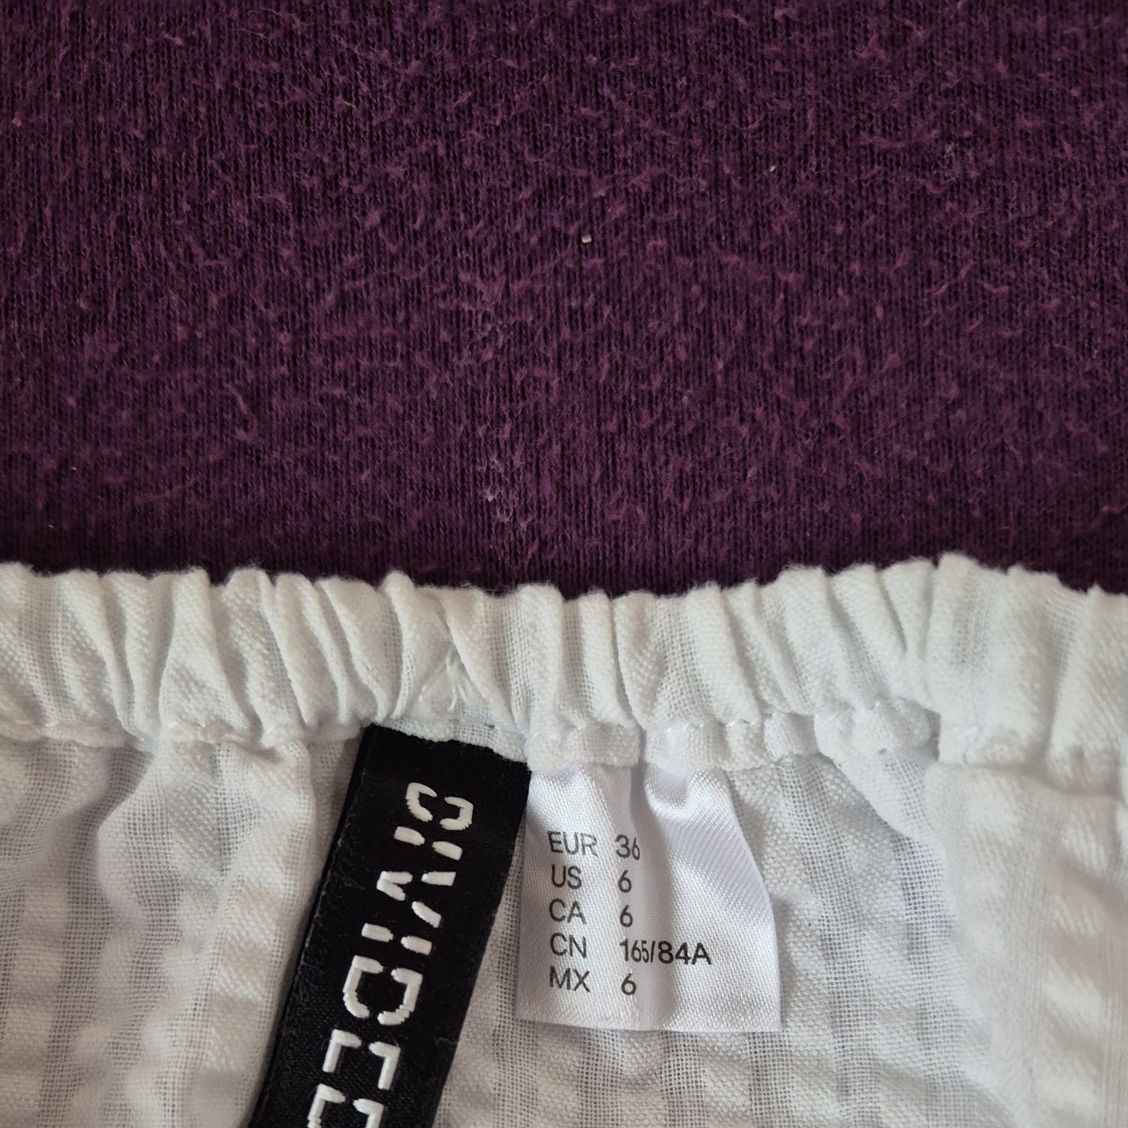 DIVIDED
EUR 36
US 6
CA 6
CN 165/84A
MX 6